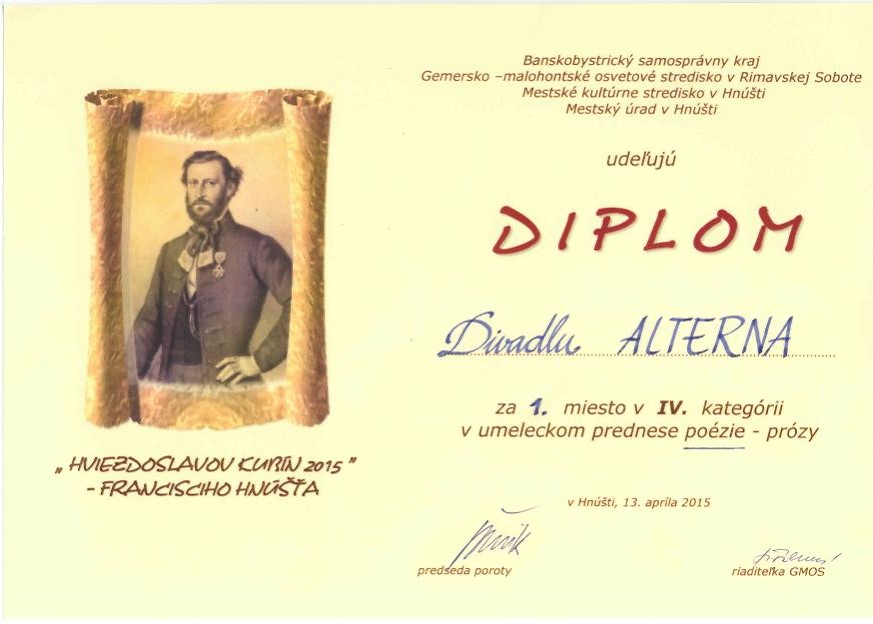 Banskobystrický samosprávny kraj
Gemersko –malohontské osvetové stredisko v Rimavskej Sobote
Mestské kultúrne stredisko v Hnúšti
Mestský úrad v Hnúšti
udeľujú
DIPLOM
Divadlu ALTERNA
za 1. miesto v IV. kategórii
v umeleckom prednese poézie - prózy
„HVIEZDOSLAVOV KUBÍN 2015”
- FRANCISCIHO HNÚŠŤA
v Hnúšti, 13. apríla 2015
predseda poroty
riaditeľka GMOS